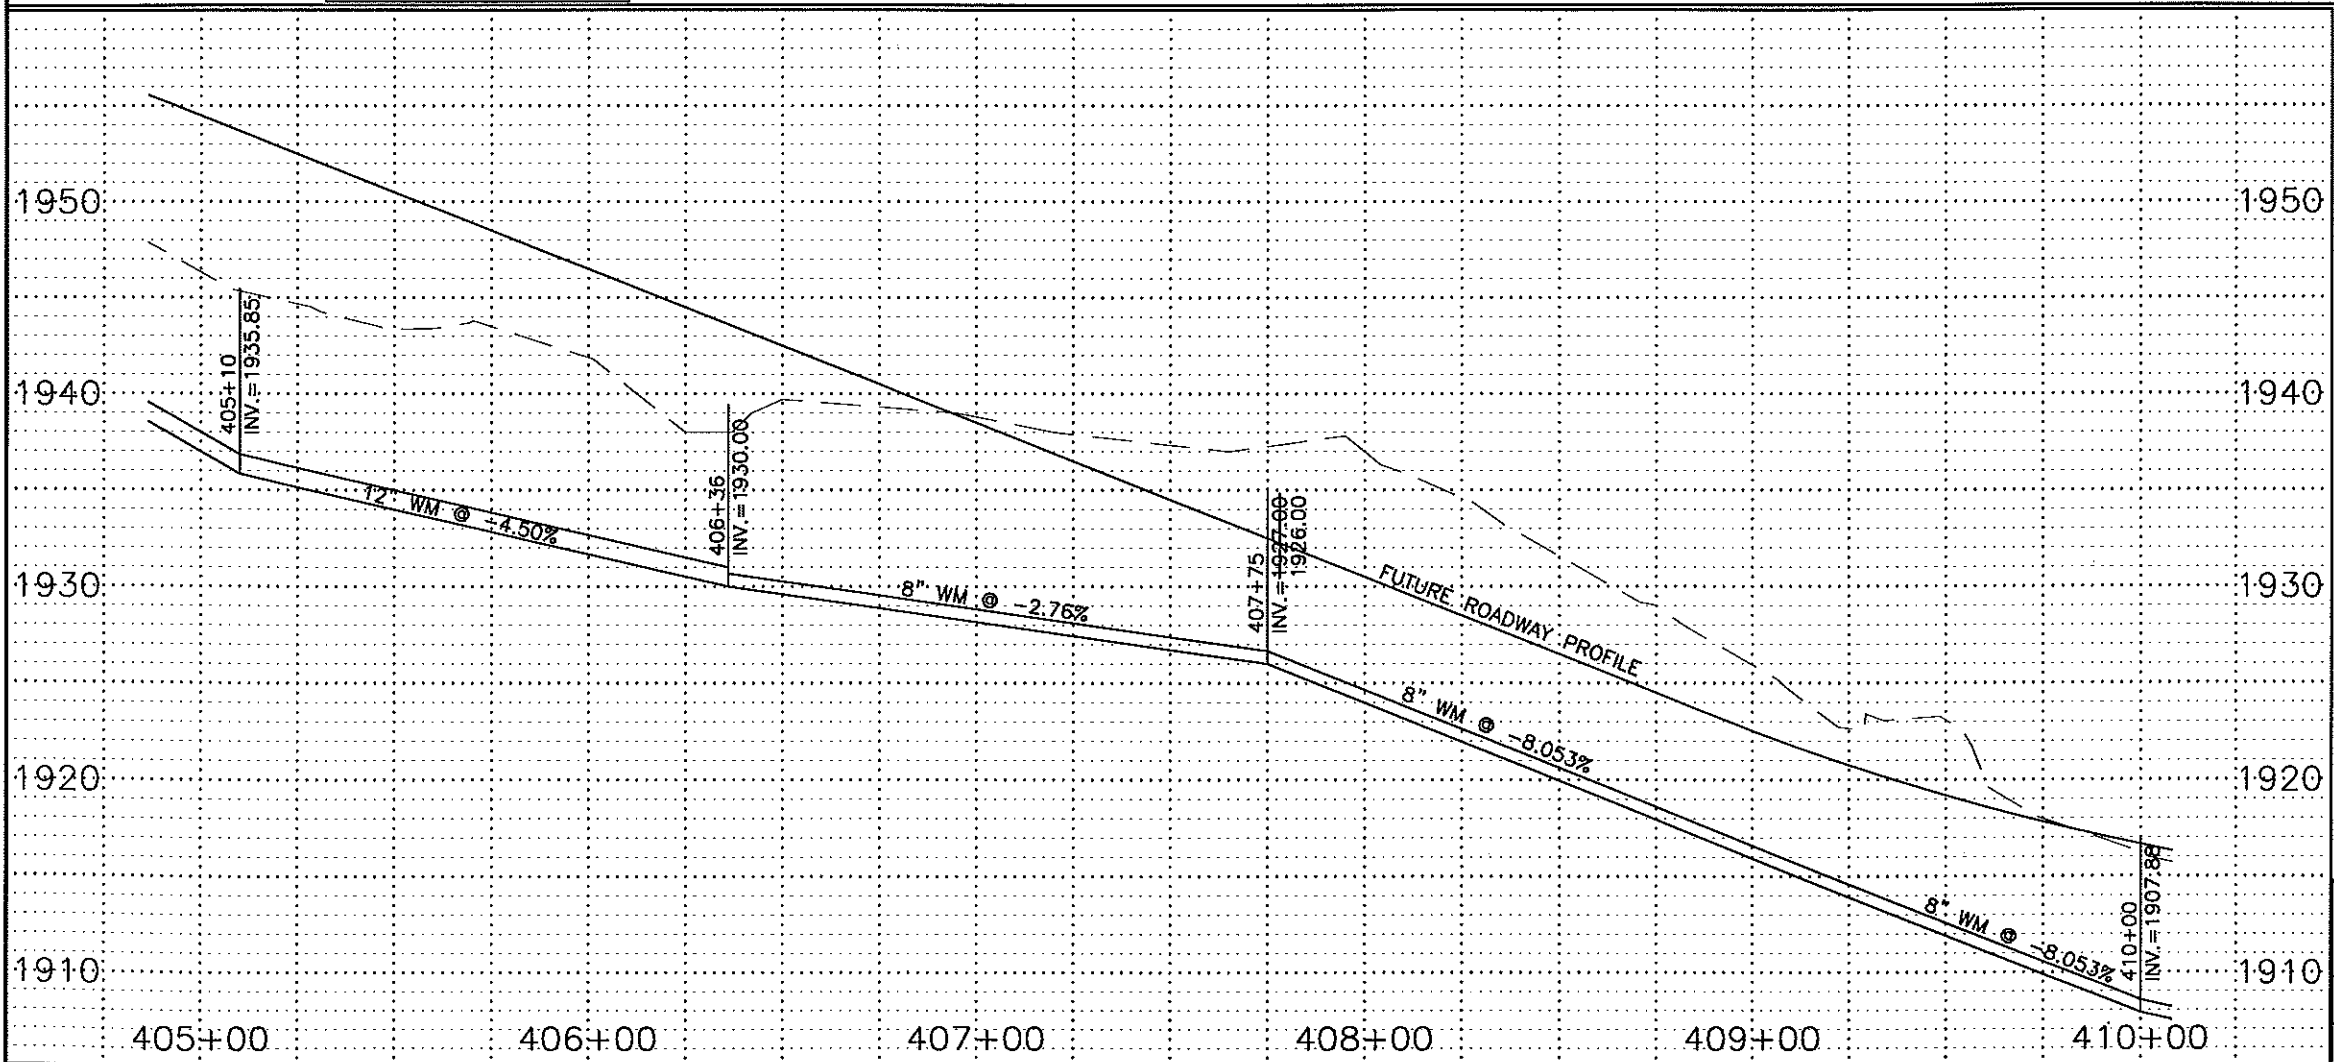 1950
1950
1940
1940
1930
1930
1920
1920
1910
1910
405+10
INV.=1935.85
12" WM @ -4.50%
406+36
INV.=1930.00
8" WM @ -2.76%
407+75
INV.=1927.00
1926.00
FUTURE ROADWAY PROFILE
8" WM @ -8.053%
8" WM @ -8.053%
410+00
INV.=1907.88
405+00
406+00
407+00
408+00
409+00
410+00